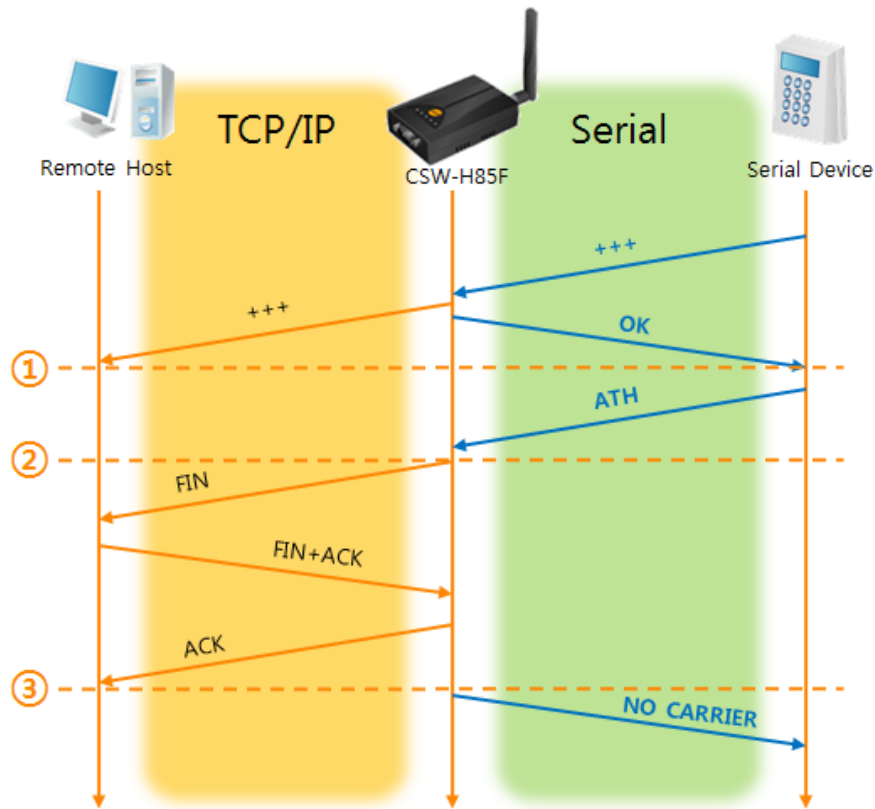 TCP/IP
Serial
Remote Host
CSW-H85F
Serial Device
+++
+++
OK
①
ATH
②
FIN
FIN+ACK
ACK
③
NO CARRIER